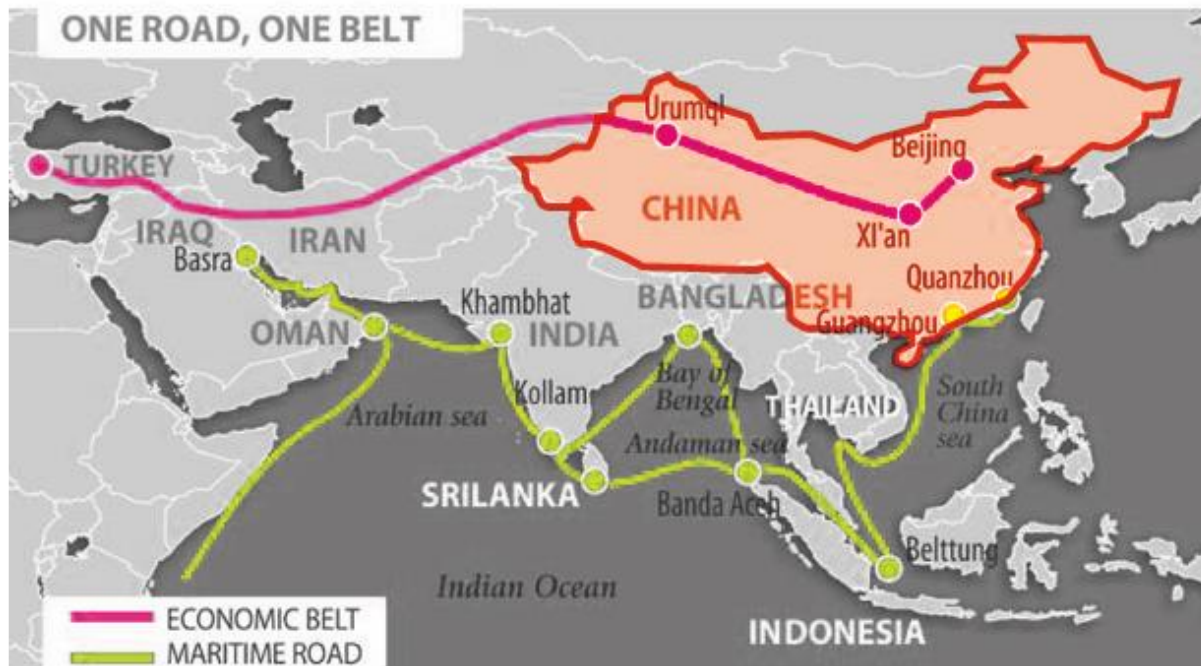 ONE ROAD, ONE BELT
Urumql
Beijing
TURKEY
CHINA
IRAQ
IRAN
XI'an
Basra
Quanzhou
Khambhat
BANGLADESH
OMAN
INDIA
Guangzhou
Kollam
Bay of
Bengal
THAILAND
South
China
sea
Arabian sea
Andaman sea
SRILANKA
Banda Aceh
Belttung
Indian Ocean
ECONOMIC BELT
MARITIME ROAD
INDONESIA